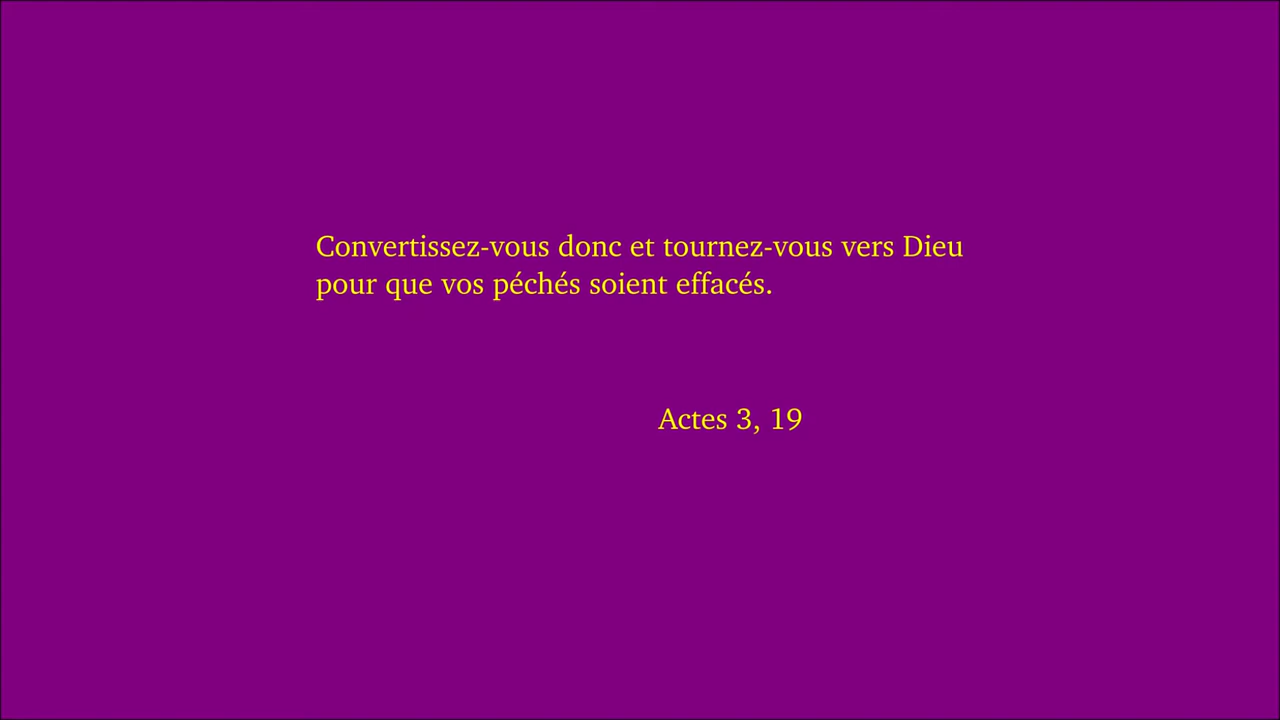 Convertissez-vous donc et tournez-vous vers Dieu
pour que vos péchés soient effacés.
Actes 3, 19